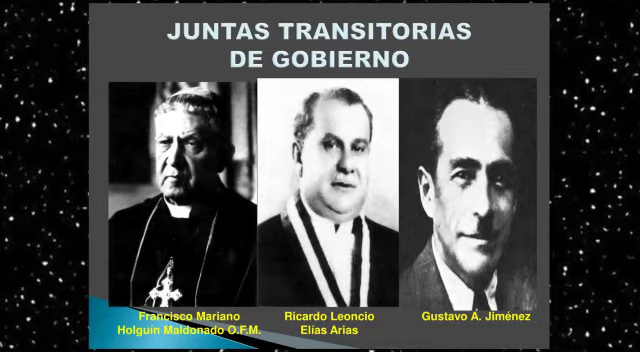 JUNTAS TRANSITORIAS
DE GOBIERNO
Francisco Mariano
Holguín Maldonado O.F.M.
Ricardo Leoncio
Elías Arias
Gustavo A. Jiménez